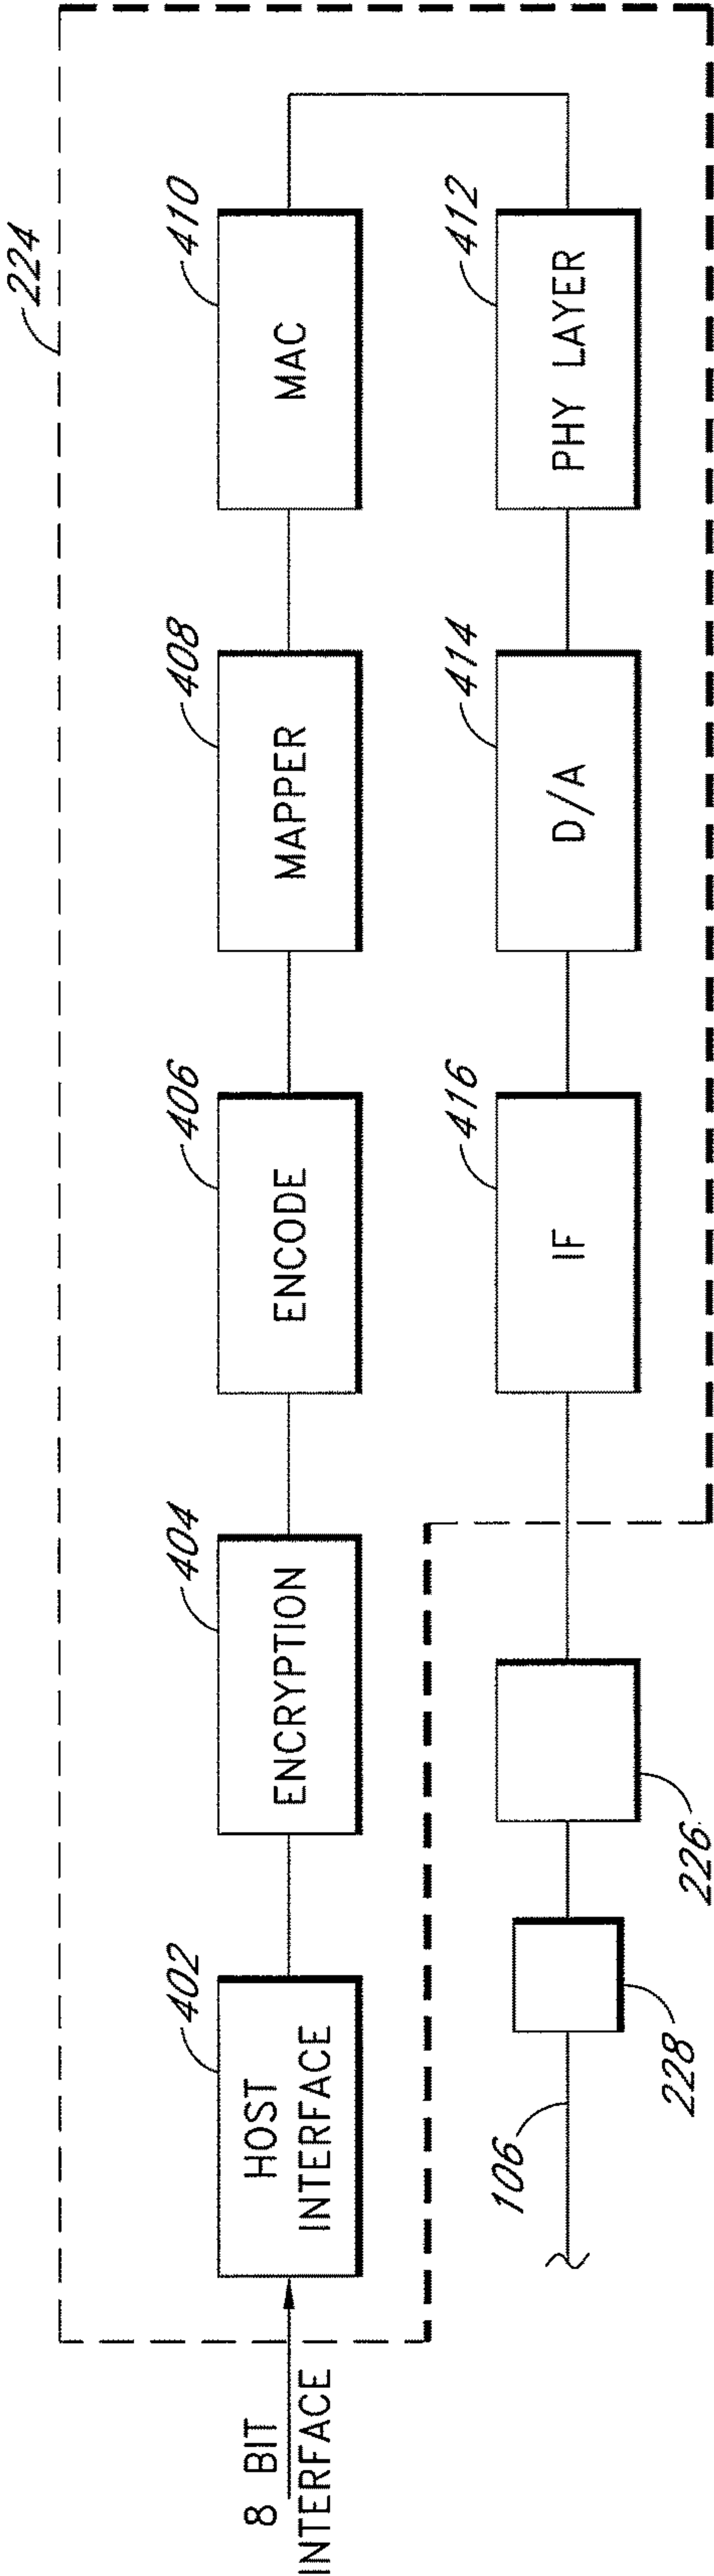 224
402
404
406
408
410
8 BIT
INTERFACE
HOST
INTERFACE
ENCRYPTION
ENCODE
MAPPER
MAC
416
414
412
IF
D/A
PHY LAYER
106
228
226